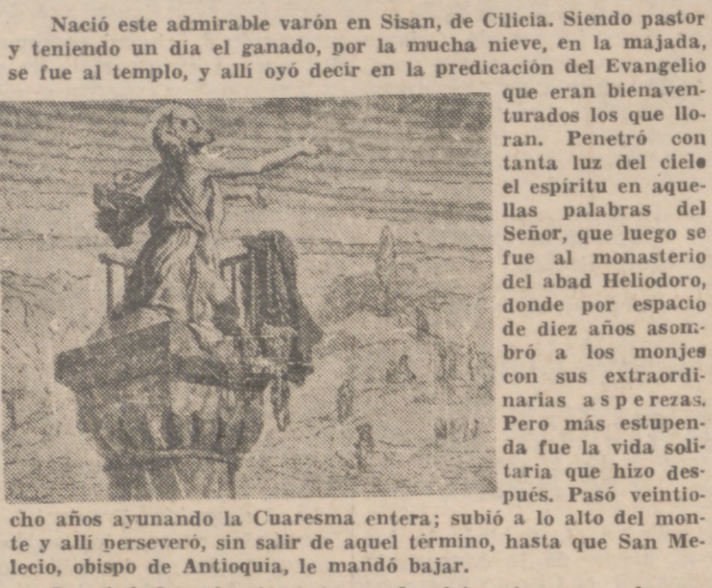 Nació este admirable varón en Sisan, de Cilicia. Siendo pastor
y teniendo un día el ganado, por la mucha nieve, en la majada,
se fue al templo, y allí oyó decir en la predicación del Evangelio
que eran bienaven-
turados los que llo-
ran. Penetró con
tanta luz del cielo
el espíritu en aque-
llas palabras del
Señor, que luego se
fue al monasterio
del abad Heliodoro,
donde por espacio
de diez años asom-
bró a los monjes
con sus extraordi-
narias asperezas.
Pero más estupen-
da fue la vida soli-
taria que hizo des-
pués. Pasó veintio-
cho años ayunando la Cuaresma entera; subió a lo alto del mon-
te y allí perseveró, sin salir de aquel término, hasta que San Me-
lecio, obispo de Antioquia, le mandó bajar.